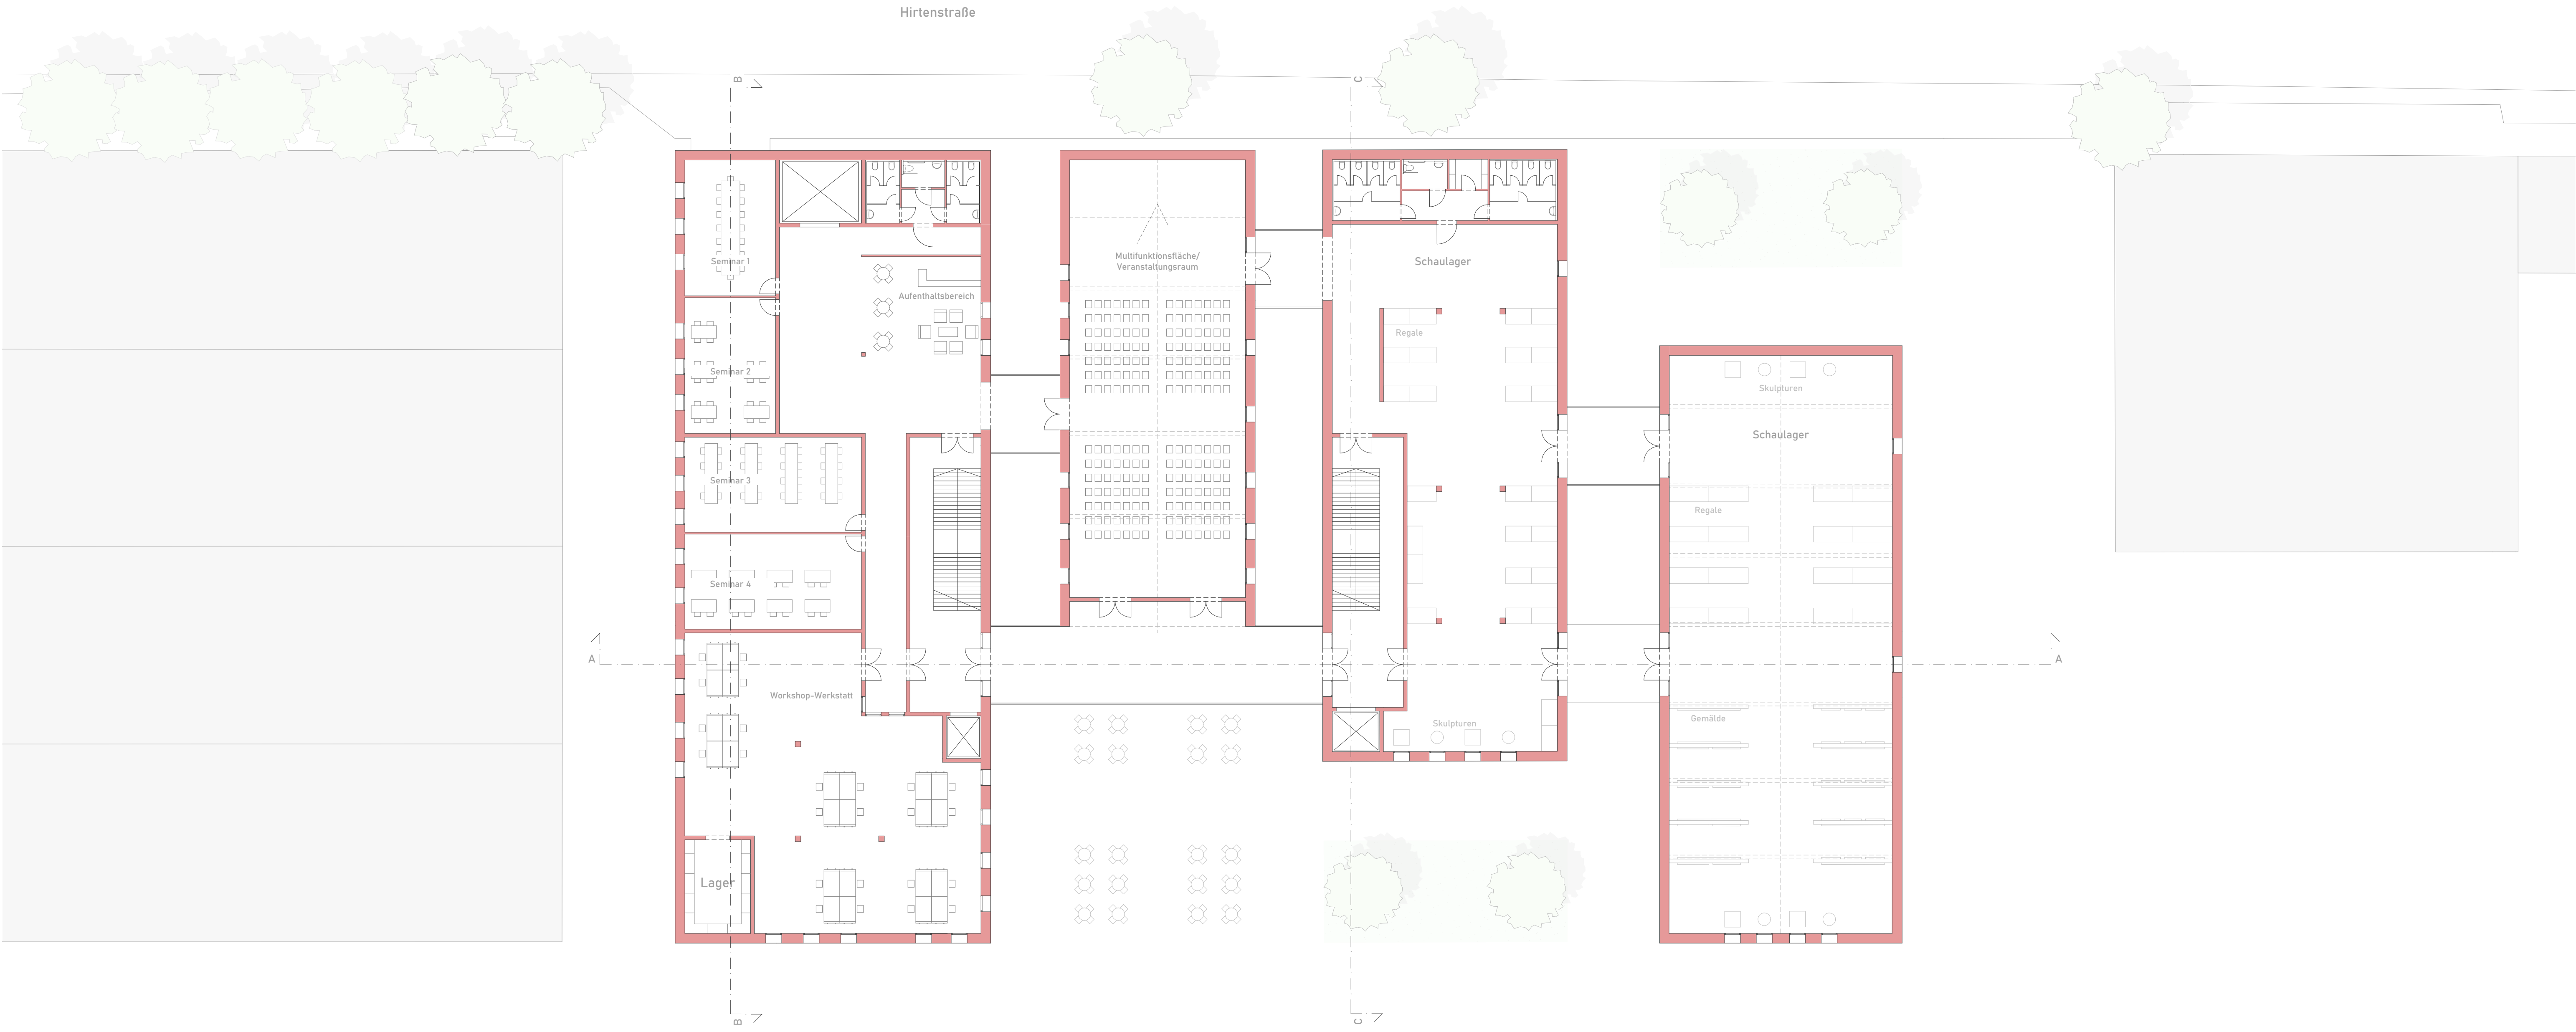 Hirtenstraße
B
C
Seminar 1
Multifunktionsfläche/
Veranstaltungsraum
Schaulager
Aufenthaltsbereich
Regale
Seminar 2
Skulpturen
Schaulager
Seminar 3
Regale
Seminar 4
A
A
Workshop-Werkstatt
Skulpturen
Gemälde
Lager
B
C